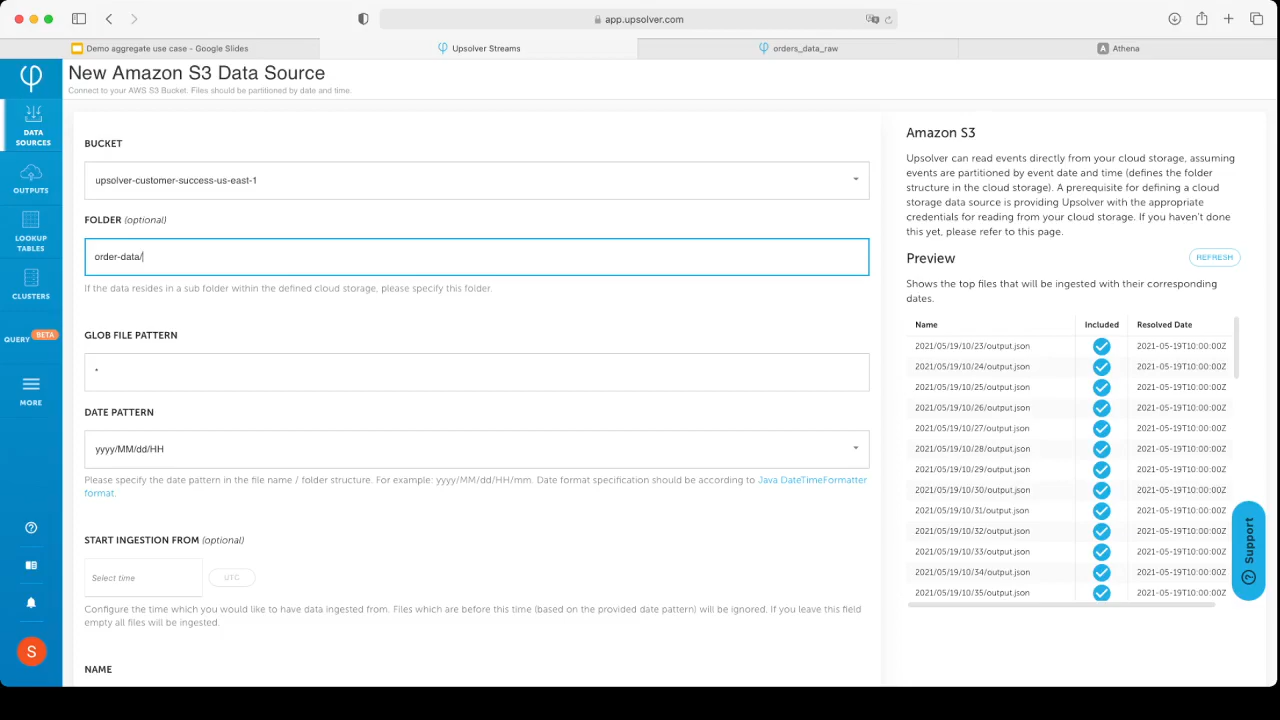 app.upsolver.com
Demo aggregate use case - Google Slides
Upsolver Streams
orders_data_raw
A Athena
New Amazon S3 Data Source
Connect to your AWS S3 Bucket. Files should be partitioned by date and time.
DATA
SOURCES
OUTPUTS
LOOKUP
TABLES
CLUSTERS
QUERY BETA
MORE
S
BUCKET
upsolver-customer-success-us-east-1
FOLDER (optional)
order-data/
If the data resides in a sub folder within the defined cloud storage, please specify this folder.
GLOB FILE PATTERN
*
DATE PATTERN
yyyy/MM/dd/HH
Please specify the date pattern in the file name / folder structure. For example: yyyy/MM/dd/HH/mm. Date format specification should be according to Java DateTimeFormatter
format.
START INGESTION FROM (optional)
Select time UTC
Configure the time which you would like to have data ingested from. Files which are before this time (based on the provided date pattern) will be ignored. If you leave this field
empty all files will be ingested.
NAME
Amazon S3
Upsolver can read events directly from your cloud storage, assuming
events are partitioned by event date and time (defines the folder
structure in the cloud storage). A prerequisite for defining a cloud
storage data source is providing Upsolver with the appropriate
credentials for reading from your cloud storage. If you haven't done
this yet, please refer to this page.
Preview REFRESH
Shows the top files that will be ingested with their corresponding
dates.
Name Included Resolved Date
2021/05/19/10/23/output.json 2021-05-19T10:00:00Z
2021/05/19/10/24/output.json 2021-05-19T10:00:00Z
2021/05/19/10/25/output.json 2021-05-19T10:00:00Z
2021/05/19/10/26/output.json 2021-05-19T10:00:00Z
2021/05/19/10/27/output.json 2021-05-19T10:00:00Z
2021/05/19/10/28/output.json 2021-05-19T10:00:00Z
2021/05/19/10/29/output.json 2021-05-19T10:00:00Z
2021/05/19/10/30/output.json 2021-05-19T10:00:00Z
2021/05/19/10/31/output.json 2021-05-19T10:00:00Z
2021/05/19/10/32/output.json 2021-05-19T10:00:00Z
2021/05/19/10/33/output.json 2021-05-19T10:00:00Z
2021/05/19/10/34/output.json 2021-05-19T10:00:00Z
2021/05/19/10/35/output.json 2021-05-19T10:00:00Z
Support